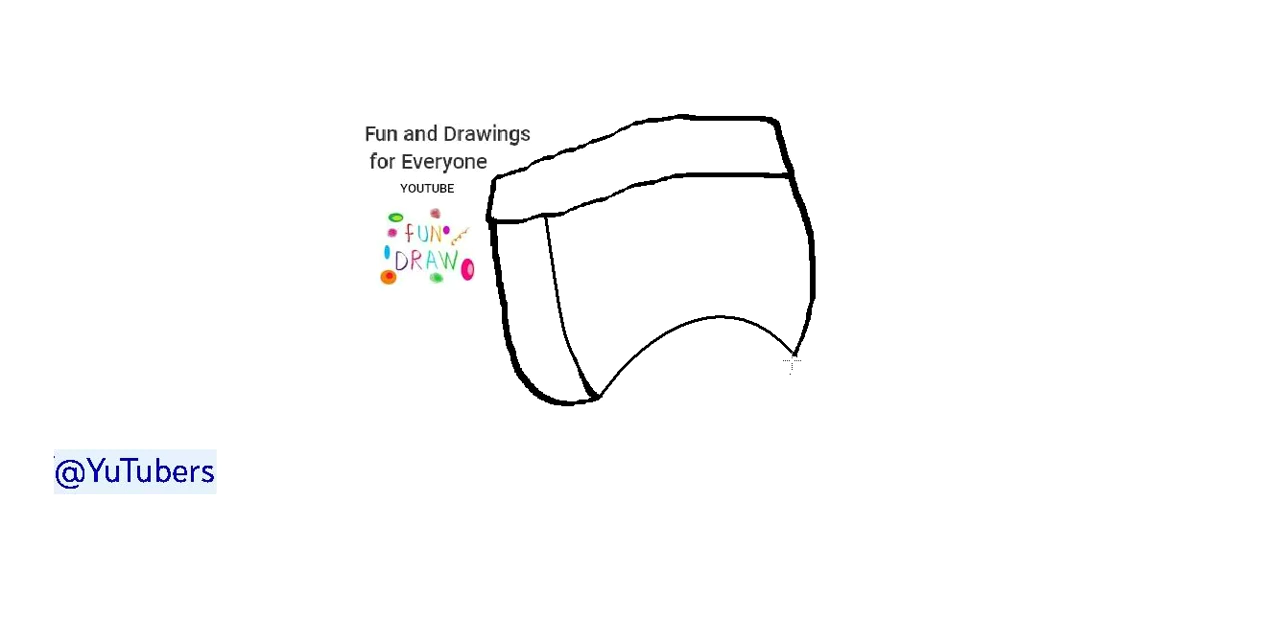 Fun and Drawings
for Everyone
YOUTUBE
FUN
DRAW
@YuTubers